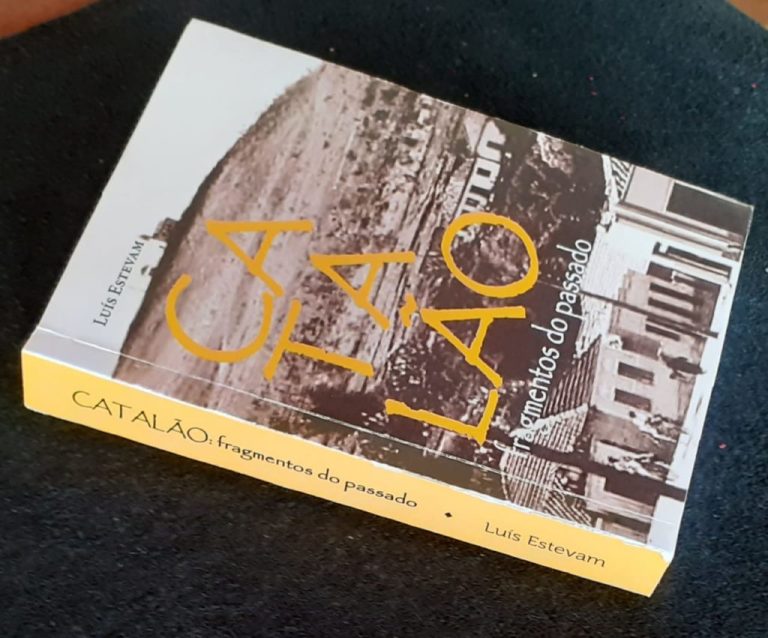 Luís Estevam
CA
TA
LÃO
fragmentos do passado
CATALÃO: fragmentos do passado • Luís Estevam